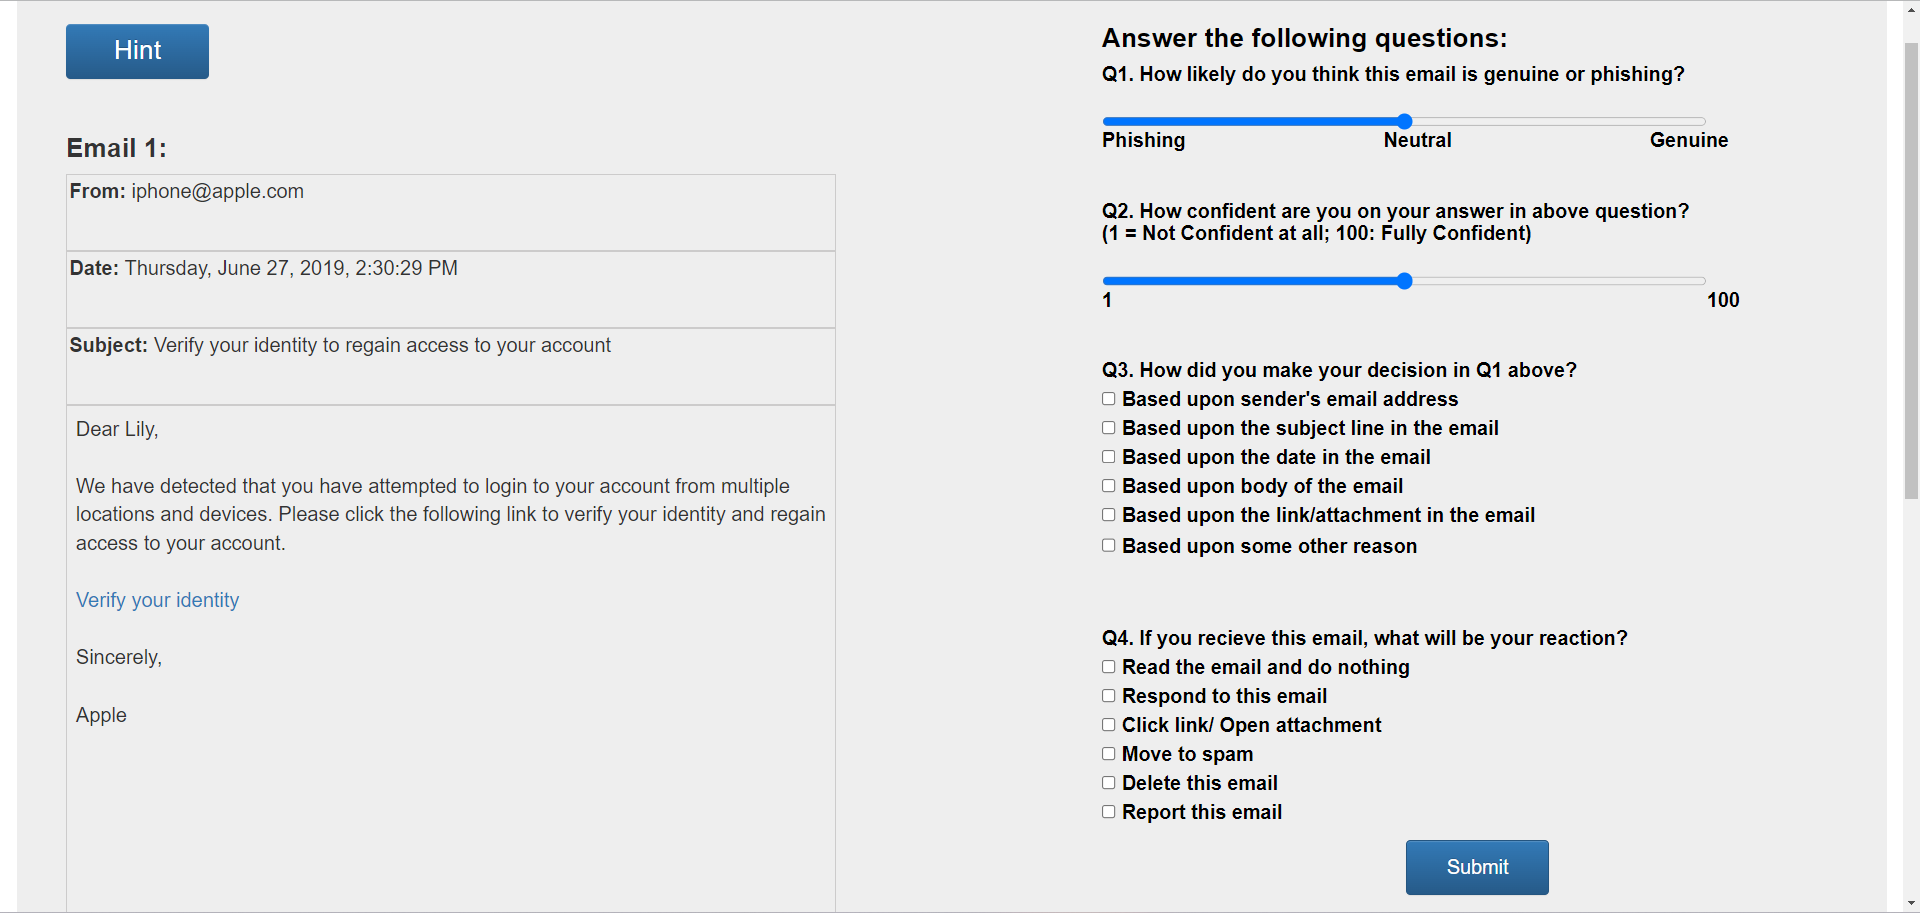 Hint
Email 1:
From: iphone@apple.com
Date: Thursday, June 27, 2019, 2:30:29 PM
Subject: Verify your identity to regain access to your account
Dear Lily,
We have detected that you have attempted to login to your account from multiple
locations and devices. Please click the following link to verify your identity and regain
access to your account.
Verify your identity
Sincerely,
Apple
Answer the following questions:
Q1. How likely do you think this email is genuine or phishing?
Phishing Neutral Genuine
Q2. How confident are you on your answer in above question?
(1 = Not Confident at all; 100: Fully Confident)
1 100
Q3. How did you make your decision in Q1 above?
Based upon sender's email address
Based upon the subject line in the email
Based upon the date in the email
Based upon body of the email
Based upon the link/attachment in the email
Based upon some other reason
Q4. If you recieve this email, what will be your reaction?
Read the email and do nothing
Respond to this email
Click link/ Open attachment
Move to spam
Delete this email
Report this email
Submit